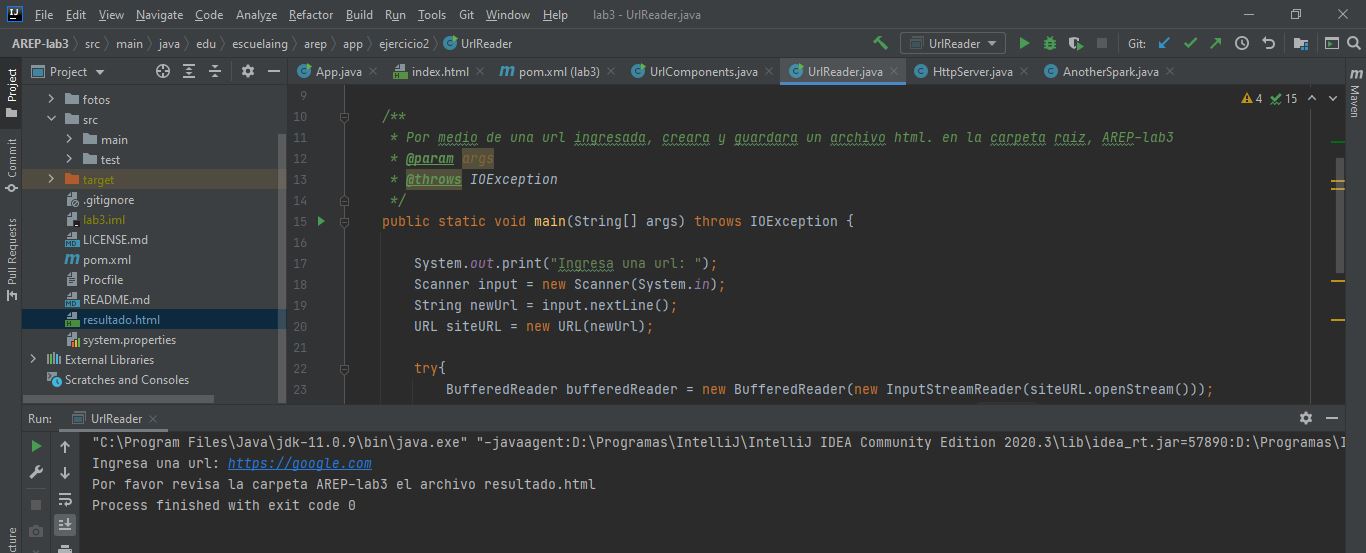 File Edit View Navigate Code Analyze Refactor Build Run Tools Git Window Help lab3 - UrlReader.java
AREP-lab3 src main java edu escuelaing arep app ejercicio2 UrlReader UrlReader Git:
Project App.java index.html pom.xml (lab3) UrlComponents.java UrlReader.java HttpServer.java AnotherSpark.java
Project
Commit
Pull Requests
Maven
fotos
src
main
test
target
.gitignore
lab3.iml
LICENSE.md
pom.xml
Procfile
README.md
resultado.html
system.properties
External Libraries
Scratches and Consoles
4 15
9
10 /**
11 * Por medio de una url ingresada, creara y guardara un archivo html. en la carpeta raiz, AREP-lab3
12 * @param args
13 * @throws IOException
14 */
15 public static void main(String[] args) throws IOException {
16
17 System.out.print("Ingresa una url: ");
18 Scanner input = new Scanner(System.in);
19 String newUrl = input.nextLine();
20 URL siteURL = new URL(newUrl);
21
22 try{
23 BufferedReader bufferedReader = new BufferedReader(new InputStreamReader(siteURL.openStream()));
Run: UrlReader
"C:\Program Files\Java\jdk-11.0.9\bin\java.exe" "-javaagent:D:\Programas\IntelliJ\IntelliJ IDEA Community Edition 2020.3\lib\idea_rt.jar=57890:D:\Programas\I
Ingresa una url: https://google.com
Por favor revisa la carpeta AREP-lab3 el archivo resultado.html
Process finished with exit code 0